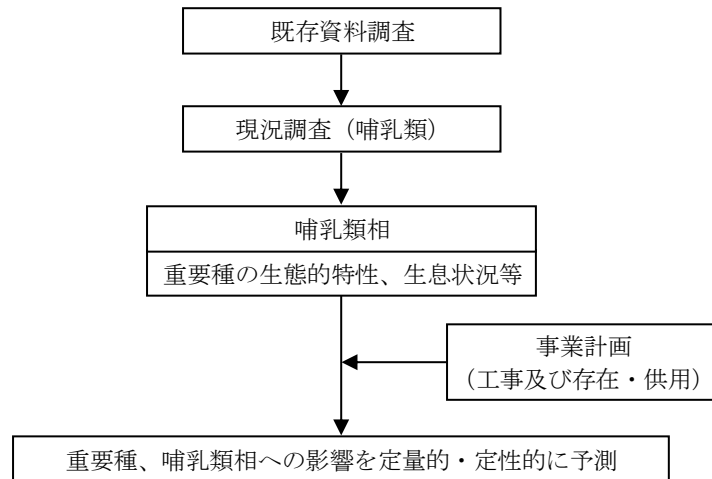 既存資料調査
現況調査（哺乳類）
哺乳類相
重要種の生態的特性、生息状況等
事業計画
（工事及び存在・供用）
重要種、哺乳類相への影響を定量的・定性的に予測